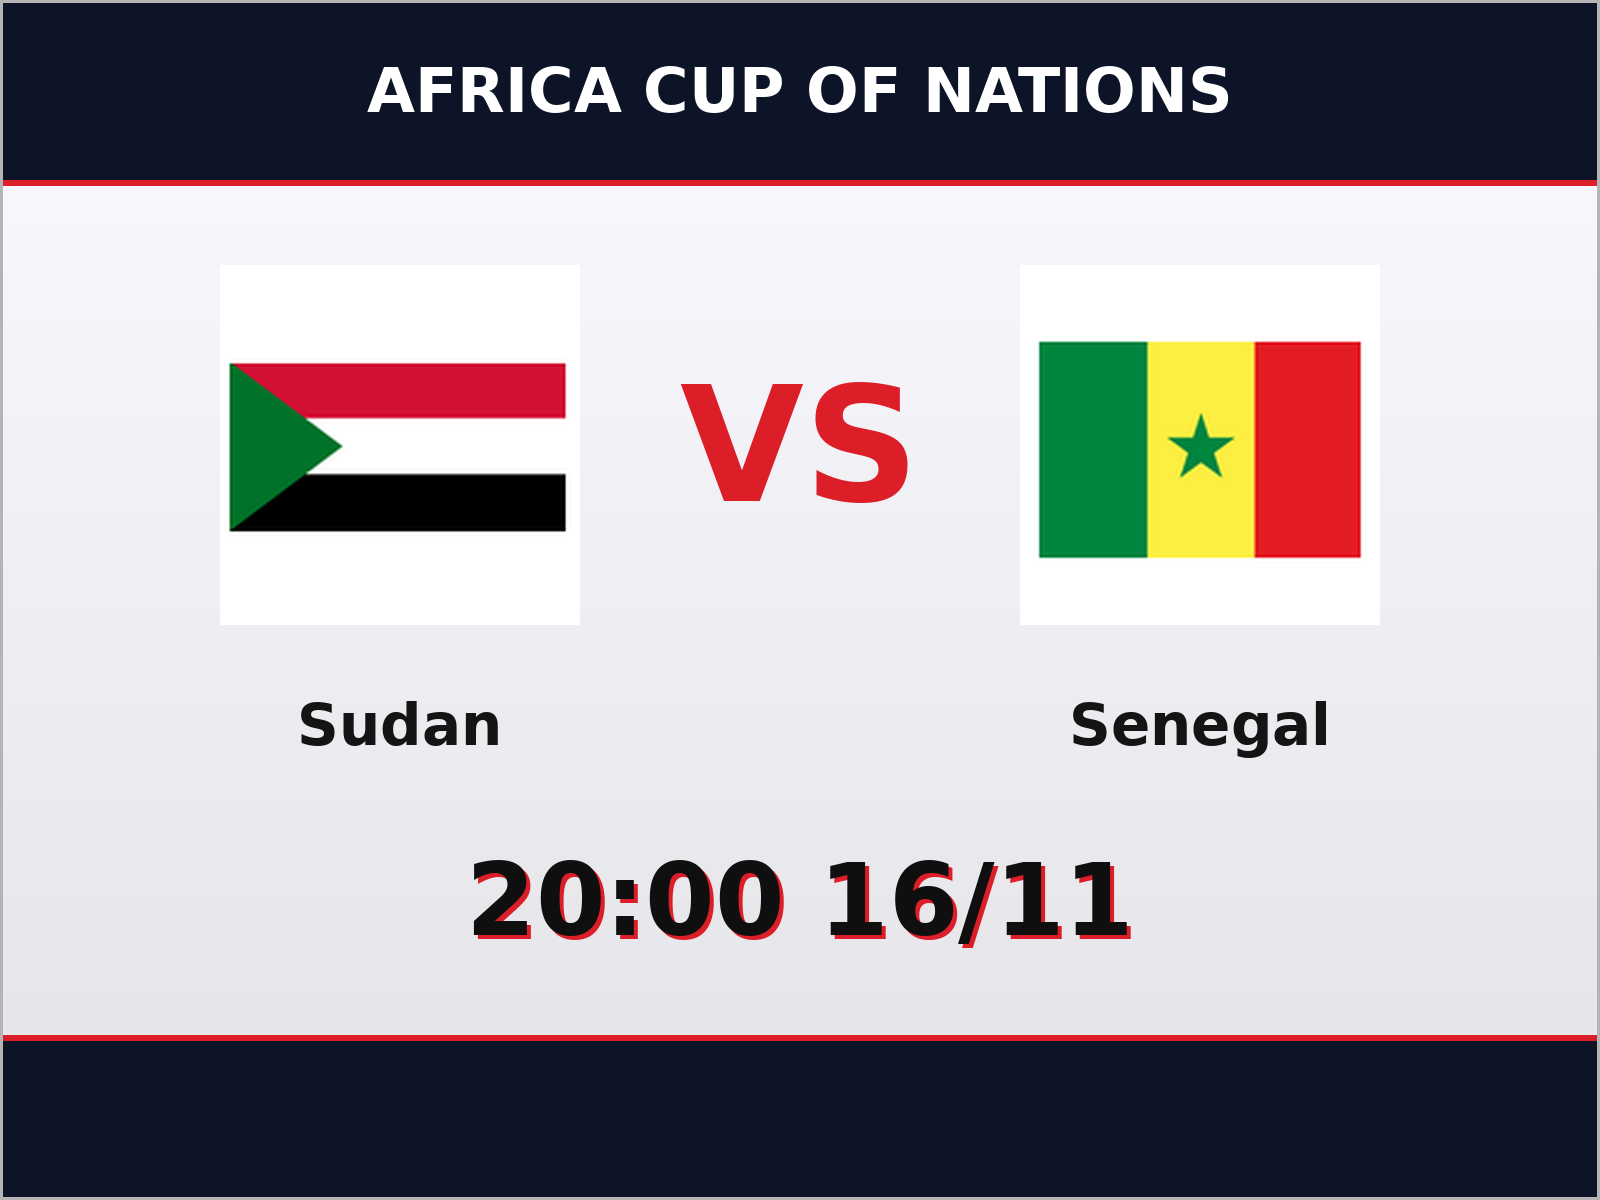 AFRICA CUP OF NATIONS
VS
Sudan
Senegal
20:00 16/11